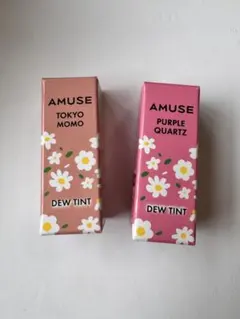 AMUSE
TOKYO
MOMO
DEW TINT
AMUSE
PURPLE
QUARTZ
DEW TINT